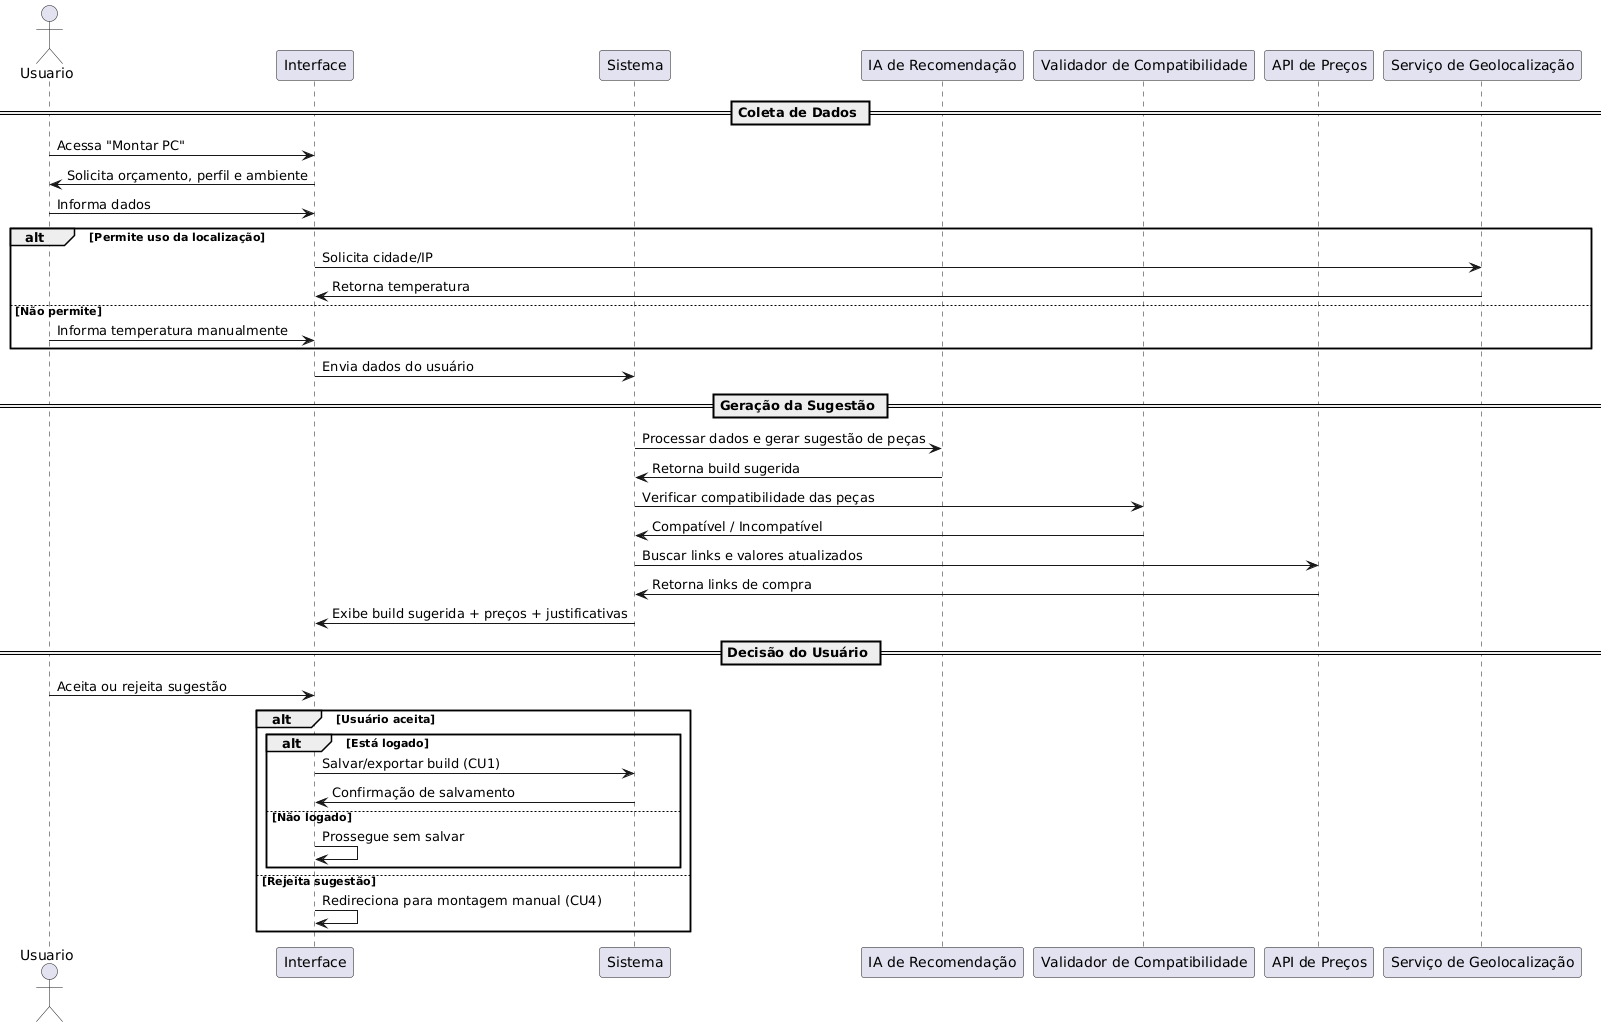 Usuario
Interface
Sistema
IA de Recomendação
Validador de Compatibilidade
API de Preços
Serviço de Geolocalização
Coleta de Dados
Acessa "Montar PC"
Solicita orçamento, perfil e ambiente
Informa dados
alt
[Permite uso da localização]
Solicita cidade/IP
Retorna temperatura
[Não permite]
Informa temperatura manualmente
Envia dados do usuário
Geração da Sugestão
Processar dados e gerar sugestão de peças
Retorna build sugerida
Verificar compatibilidade das peças
Compatível / Incompatível
Buscar links e valores atualizados
Retorna links de compra
Exibe build sugerida + preços + justificativas
Decisão do Usuário
Aceita ou rejeita sugestão
alt
[Usuário aceita]
alt
[Está logado]
Salvar/exportar build (CU1)
Confirmação de salvamento
[Não logado]
Prossegue sem salvar
[Rejeita sugestão]
Redireciona para montagem manual (CU4)
Usuario
Interface
Sistema
IA de Recomendação
Validador de Compatibilidade
API de Preços
Serviço de Geolocalização